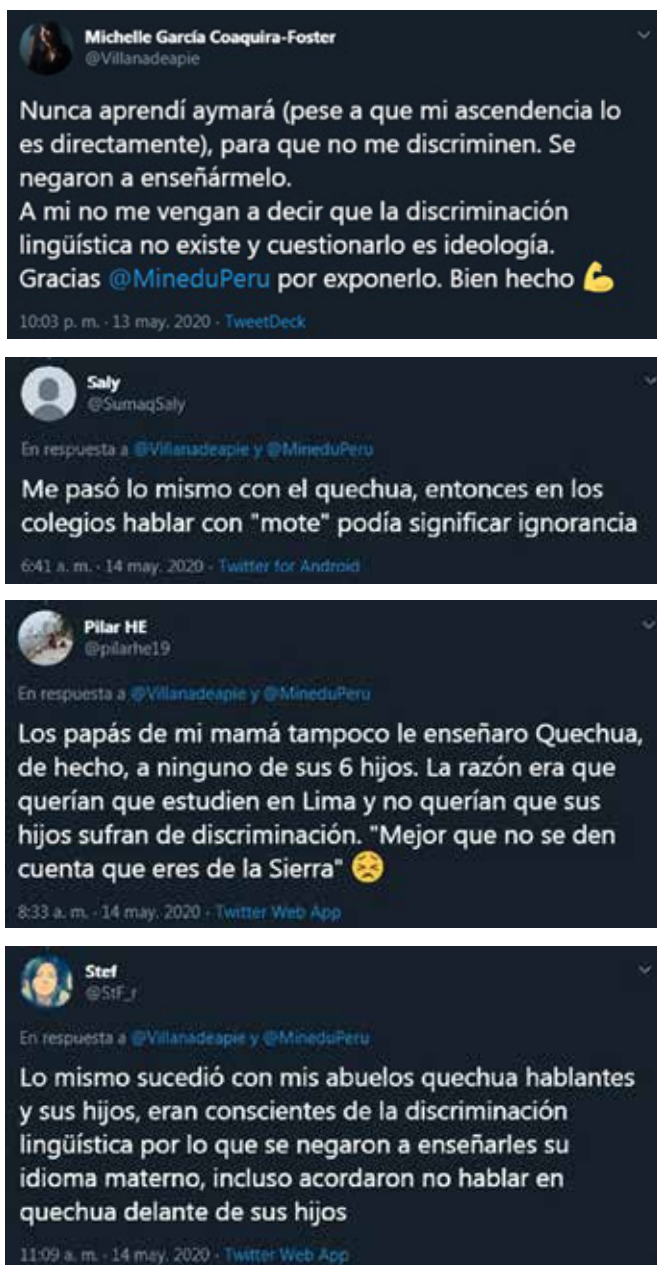 Michelle García Coaquira-Foster
@Villanadeapie
Nunca aprendí aymará (pese a que mi ascendencia lo
es directamente), para que no me discriminen. Se
negaron a enseñármelo.
A mi no me vengan a decir que la discriminación
lingüística no existe y cuestionarlo es ideología.
Gracias @MineduPeru por exponerlo. Bien hecho 💪
10:03 p. m. · 13 may. 2020 · TweetDeck
Saly
@SumaqSaly
En respuesta a @Villanadeapie y @MineduPeru
Me pasó lo mismo con el quechua, entonces en los
colegios hablar con "mote" podía significar ignorancia
6:41 a. m. · 14 may. 2020 · Twitter for Android
Pilar HE
@pilarhe19
En respuesta a @Villanadeapie y @MineduPeru
Los papás de mi mamá tampoco le enseñaro Quechua,
de hecho, a ninguno de sus 6 hijos. La razón era que
querían que estudien en Lima y no querían que sus
hijos sufran de discriminación. "Mejor que no se den
cuenta que eres de la Sierra" 😣
8:33 a. m. · 14 may. 2020 · Twitter Web App
Stef
@StF_r
En respuesta a @Villanadeapie y @MineduPeru
Lo mismo sucedió con mis abuelos quechua hablantes
y sus hijos, eran conscientes de la discriminación
lingüística por lo que se negaron a enseñarles su
idioma materno, incluso acordaron no hablar en
quechua delante de sus hijos
11:09 a. m. · 14 may. 2020 · Twitter Web App